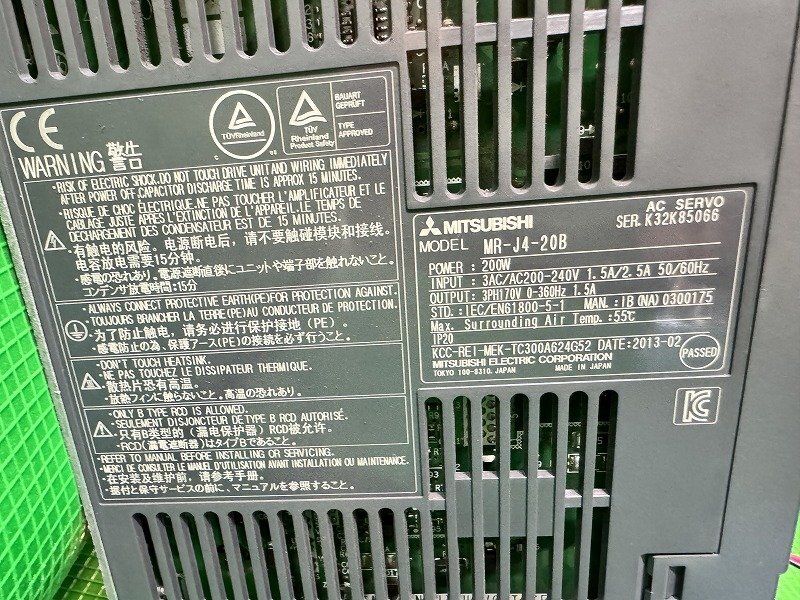 CE
TÜVRheinland
TÜV
Rheinland
Product Safety
BAUART
GEPRÜFT
TYPE
APPROVED
WARNING 警告
・RISK OF ELECTRIC SHOCK.DO NOT TOUCH DRIVE UNIT AND WIRING IMMEDIATELY
AFTER POWER OFF.CAPACITOR DISCHARGE TIME IS APPROX 15 MINUTES.
・RISQUE DE CHOC ÉLECTRIQUE.NE PAS TOUCHER L'AMPLIFICATEUR ET LE
CABLAGE JUSTE APRÈS L'EXTINCTION DE L'APPAREIL.LE TEMPS DE
DECHARGEMENT DES CONDENSATEUR EST DE 15 MINUTES.
・有触电的风险。电源断电后，请不要触碰模块和接线。
电容放电需要15分钟。
・感電の恐れあり、電源遮断直後にユニットや端子部を触れないこと。
コンデンサ放電時間:15分
・ALWAYS CONNECT PROTECTIVE EARTH(PE)FOR PROTECTION AGAINST.
・TOUJOURS BRANCHER LA TERRE(PE)AU CONDUCTEUR DE PROTECTION.
・为了防止触电，请务必进行保护接地（PE）。
・感電防止の為、保護アース(PE)の接続を必ず行うこと。
・DON'T TOUCH HEATSINK.
・NE PAS TOUCHEZ LE DISSIPATEUR THERMIQUE.
・散热片恐有高温。
・放熱フィンに触らないこと。高温の恐れあり。
・ONLY B TYPE RCD IS ALLOWED.
・SEULEMENT DISJONCTEUR DE TYPE B RCD AUTORISÉ.
・只有B类型的（漏电保护器）RCD被允许。
・RCD(漏電遮断器)はタイプBであること。
・REFER TO MANUAL BEFORE INSTALLING OR SERVICING.
・MERCI DE CONSULTER LE MANUEL D'UTILISATION AVANT INSTALLATION OU MAINTENANCE.
・在安装及维护前，请参考手册。
・据付と保守サービスの前に、マニュアルを参照すること。
AC SERVO
MITSUBISHI SER.K32K85066
MODEL MR-J4-20B
POWER : 200W
INPUT : 3AC/AC200-240V 1.5A/2.5A 50/60Hz
OUTPUT: 3PH170V 0-360Hz 1.5A
STD.: IEC/EN61800-5-1 MAN.: IB(NA)0300175
Max. Surrounding Air Temp.:55℃
IP20
KCC-REI-MEK-TC300A624G52 DATE:2013-02
MITSUBISHI ELECTRIC CORPORATION
TOKYO 100-8310, JAPAN MADE IN JAPAN
PASSED